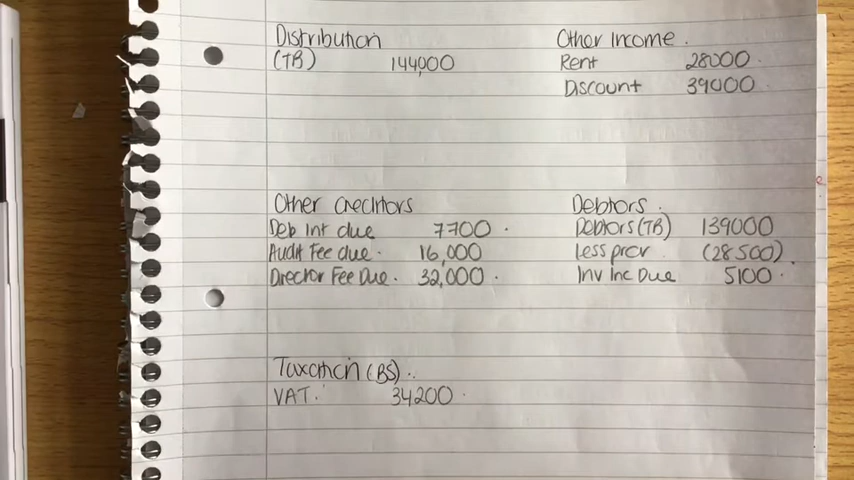 Distribution
(TB) 144,000
Other Income.
Rent 28000.
Discount 39000.
Other Creditors
Deb Int due 7700.
Audit Fee due. 16,000
Director Fee Due. 32,000.
Debtors.
Debtors (TB) 139000
less prov (28500).
Inv Inc Due 5100.
Taxation (BS).
VAT. 34200.